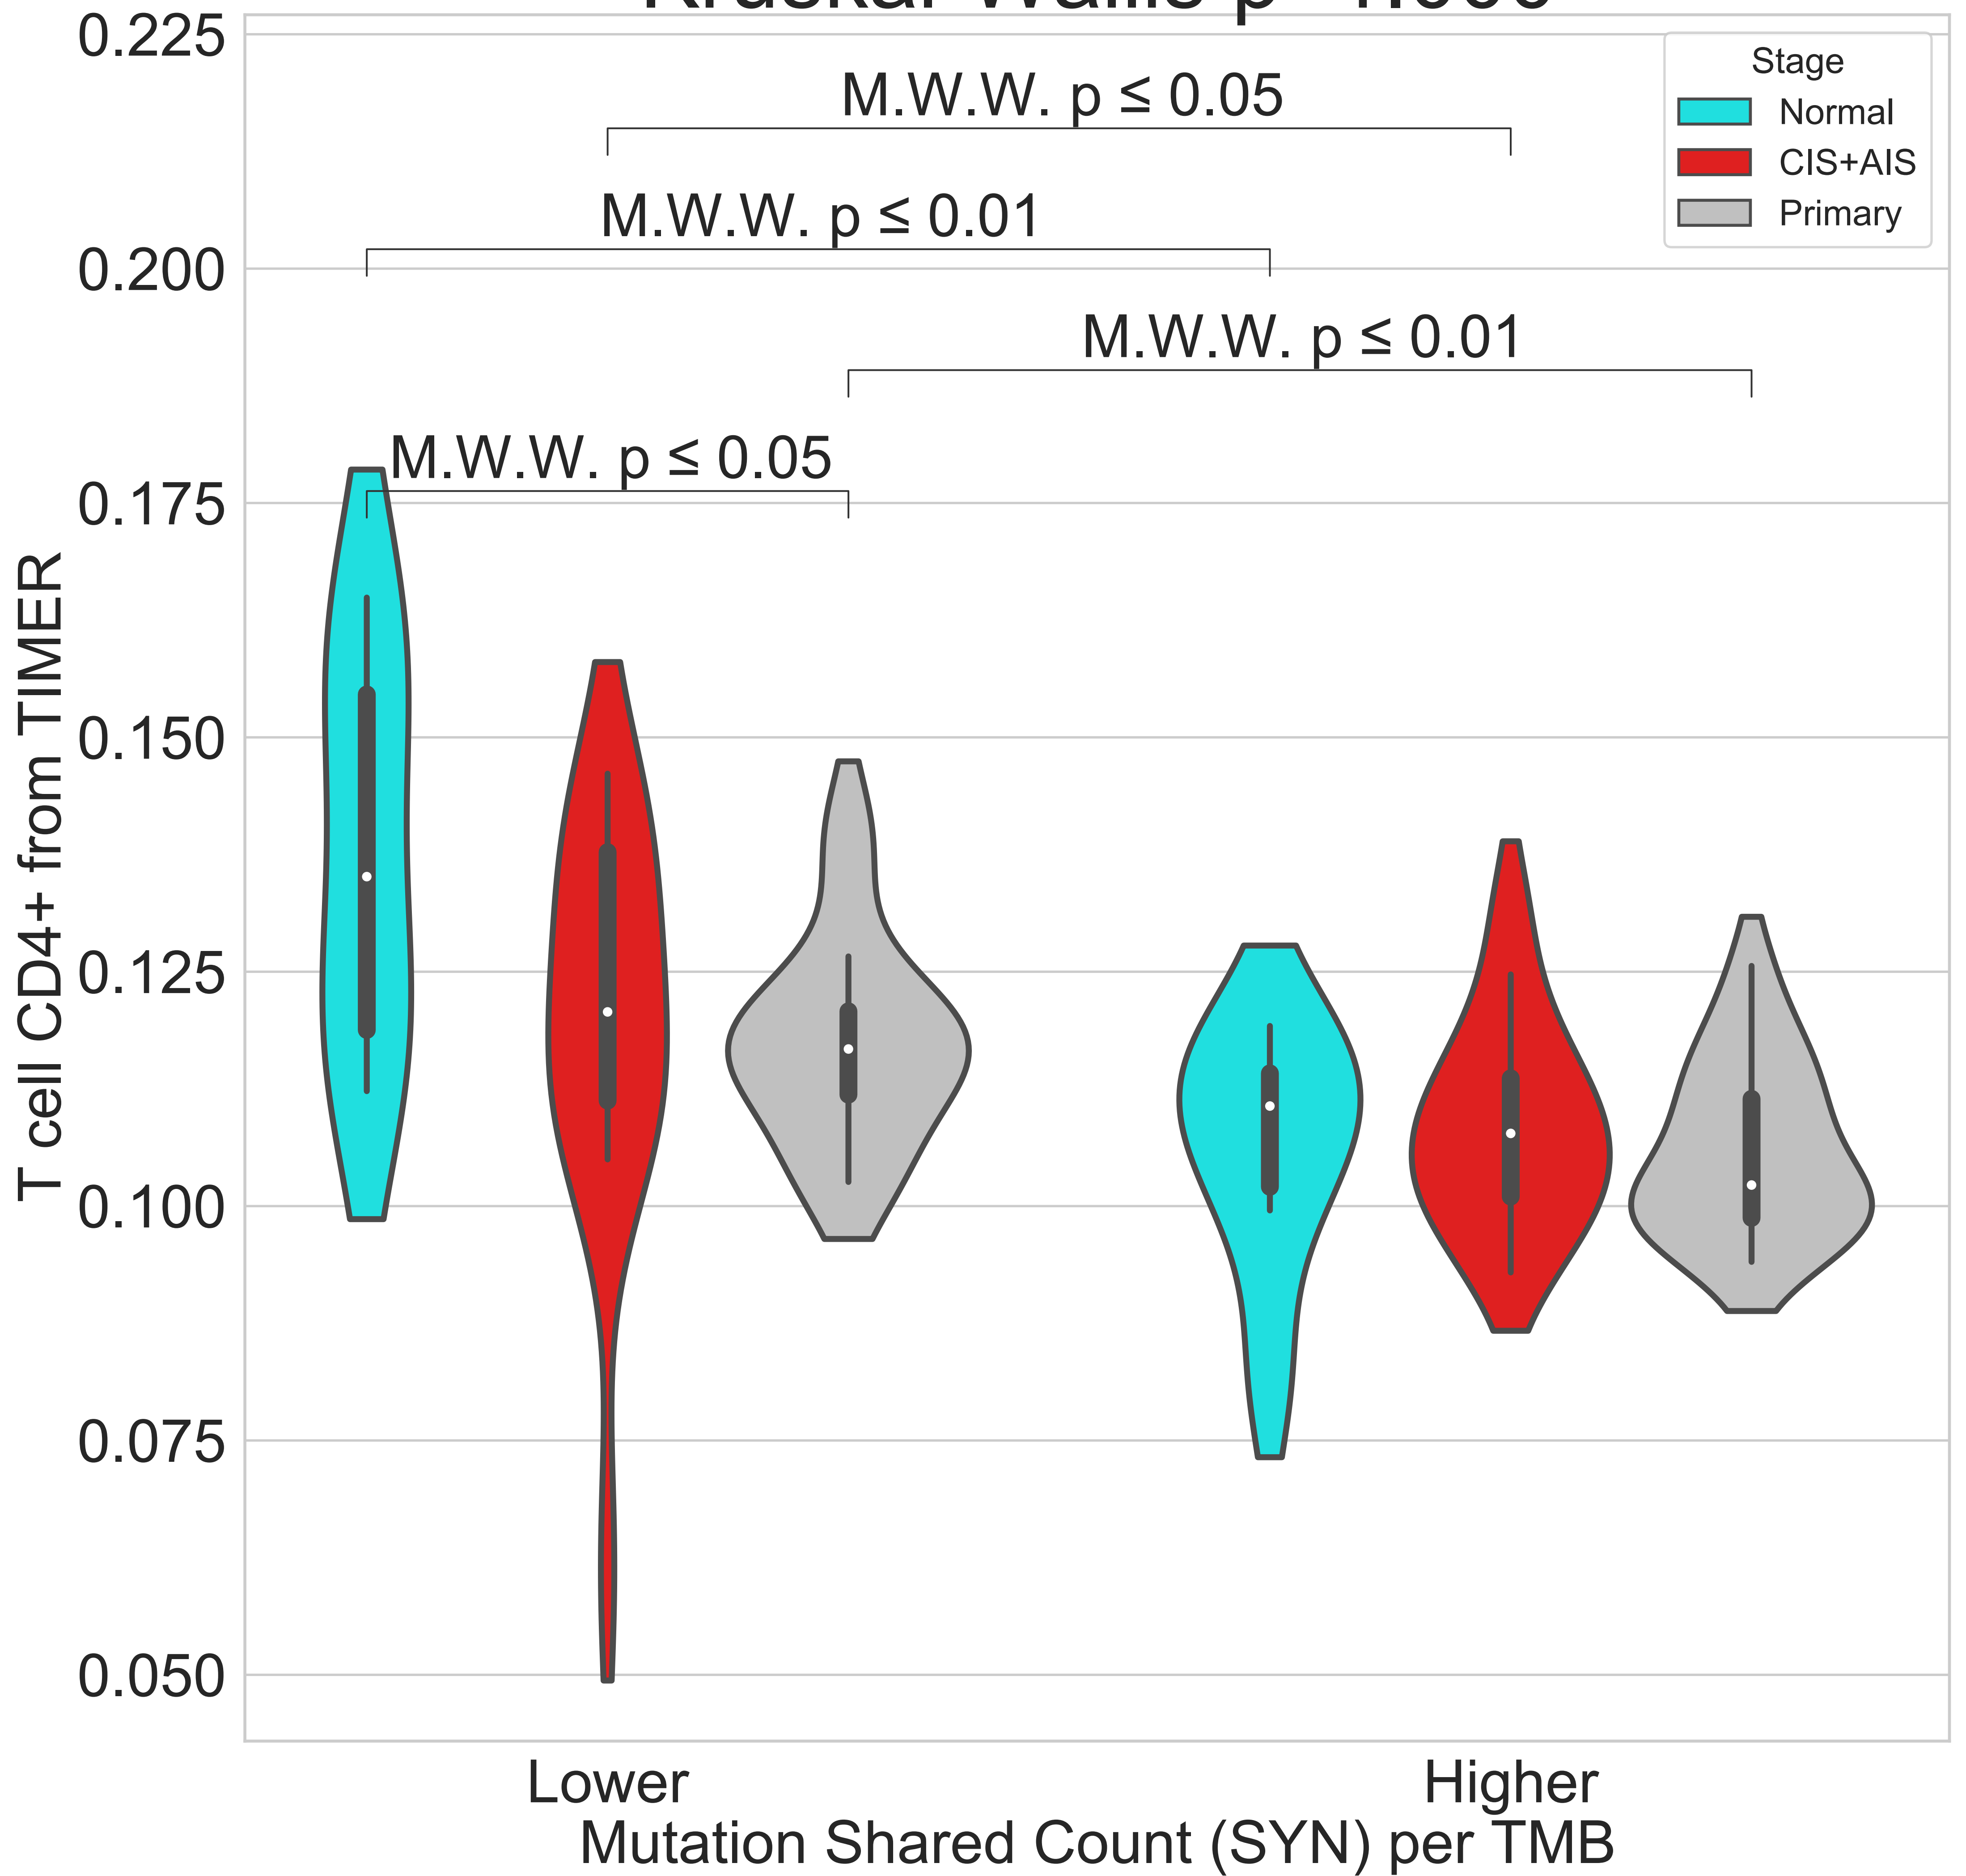 0.225
0.200
0.175
0.150
0.125
0.100
0.075
0.050
T cell CD4+ from TIMER
M.W.W. p ≤ 0.05
M.W.W. p ≤ 0.01
M.W.W. p ≤ 0.01
M.W.W. p ≤ 0.05
Stage
Normal
CIS+AIS
Primary
Lower
Higher
Mutation Shared Count (SYN) per TMB